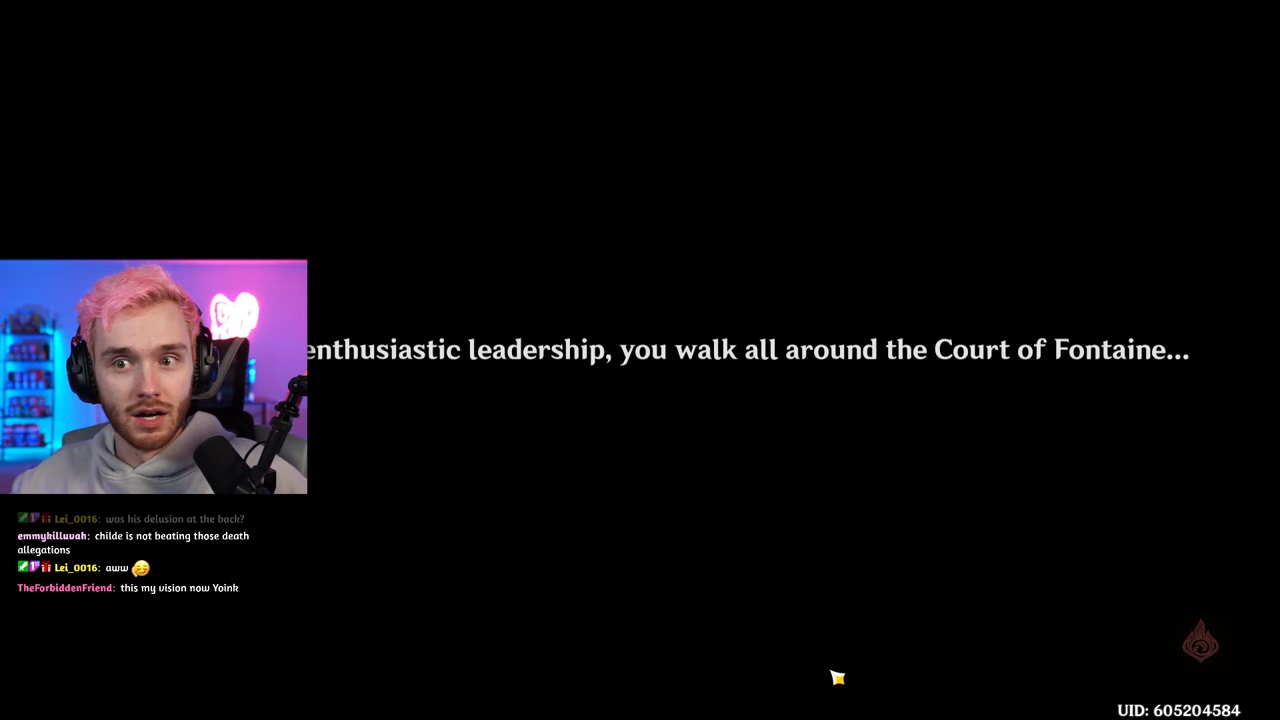 enthusiastic leadership, you walk all around the Court of Fontaine...
Lei_0016: was his delusion at the back?
emmykilluvah: childe is not beating those death
allegations
Lei_0016: aww
TheForbiddenFriend: this my vision now Yoink
UID: 605204584